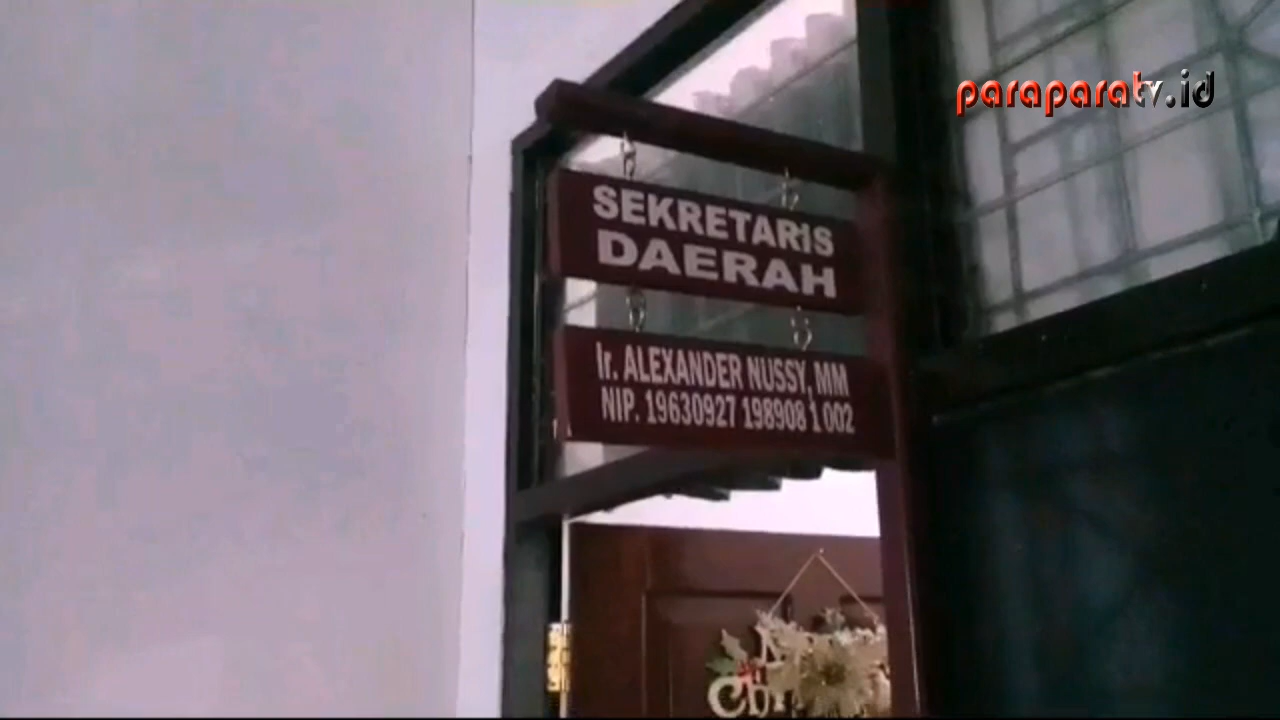 paraparatv.id
SEKRETARIS
DAERAH
Ir. ALEXANDER NUSSY, MM
NIP. 19630927 198908 1 002